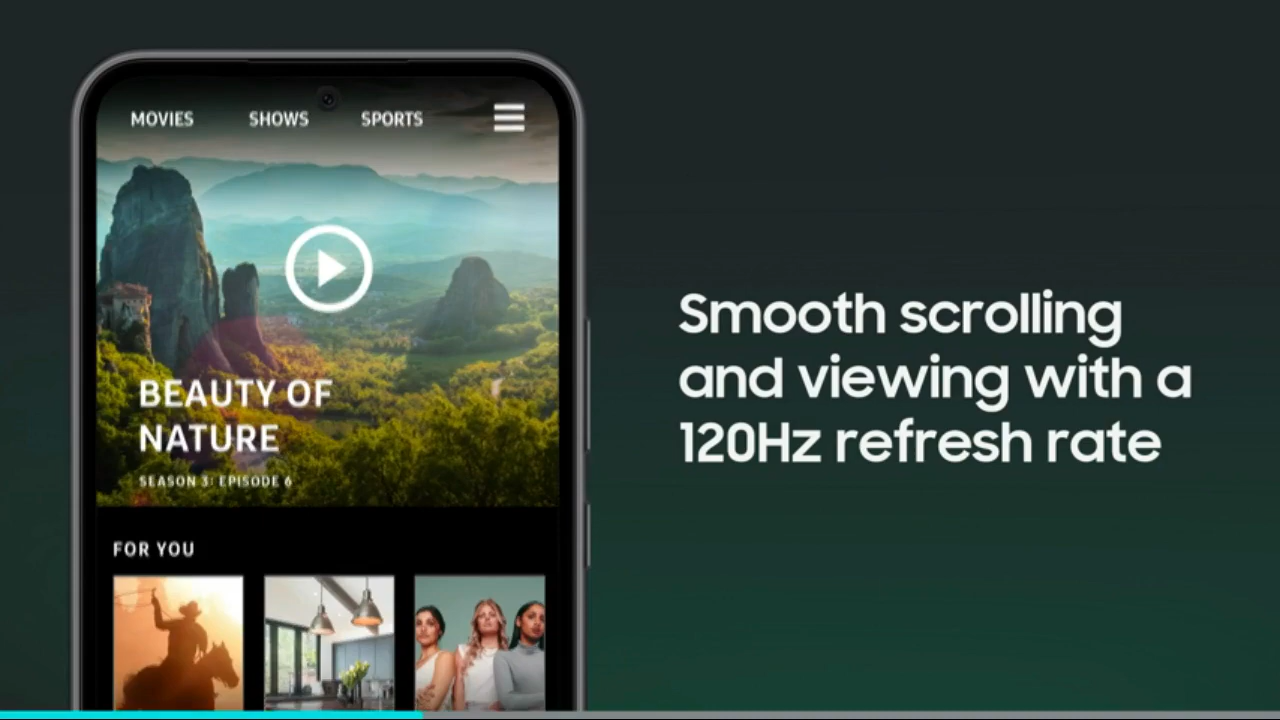 MOVIES SHOWS SPORTS
BEAUTY OF
NATURE
SEASON 3: EPISODE 6
FOR YOU
Smooth scrolling
and viewing with a
120Hz refresh rate